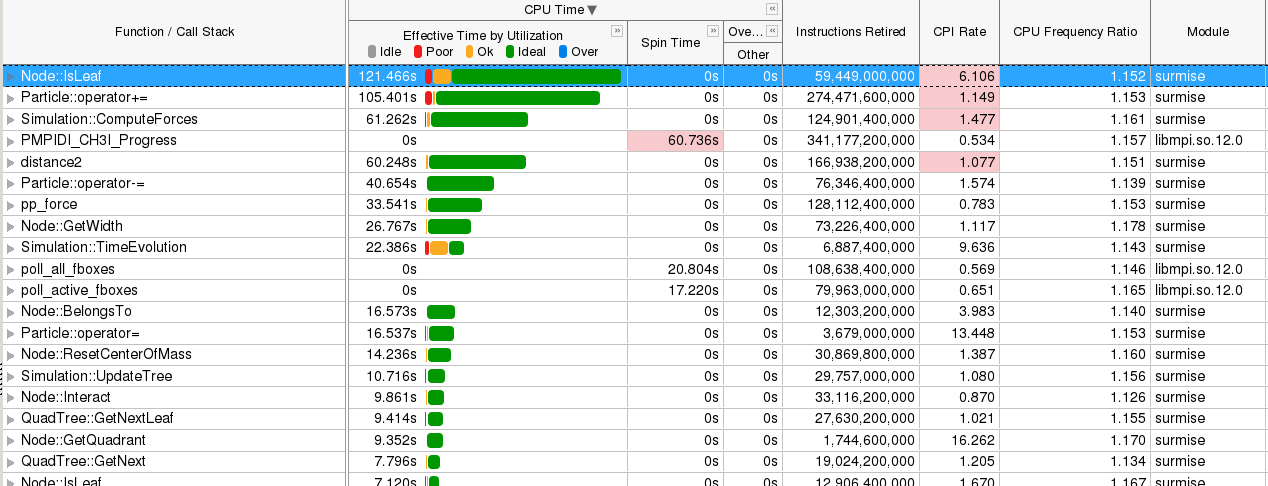 CPU Time
Function / Call Stack
Effective Time by Utilization
Idle Poor Ok Ideal Over
Spin Time
Ove...
Other
Instructions Retired
CPI Rate
CPU Frequency Ratio
Module
Node::IsLeaf 121.466s 0s 0s 59,449,000,000 6.106 1.152 surmise
Particle::operator+= 105.401s 0s 0s 274,471,600,000 1.149 1.153 surmise
Simulation::ComputeForces 61.262s 0s 0s 124,901,400,000 1.477 1.161 surmise
PMPIDI_CH3I_Progress 0s 60.736s 0s 341,177,200,000 0.534 1.157 libmpi.so.12.0
distance2 60.248s 0s 0s 166,938,200,000 1.077 1.151 surmise
Particle::operator-= 40.654s 0s 0s 76,346,400,000 1.574 1.139 surmise
pp_force 33.541s 0s 0s 128,112,400,000 0.783 1.153 surmise
Node::GetWidth 26.767s 0s 0s 73,226,400,000 1.117 1.178 surmise
Simulation::TimeEvolution 22.386s 0s 0s 6,887,400,000 9.636 1.143 surmise
poll_all_fboxes 0s 20.804s 0s 108,638,400,000 0.569 1.146 libmpi.so.12.0
poll_active_fboxes 0s 17.220s 0s 79,963,000,000 0.651 1.165 libmpi.so.12.0
Node::BelongsTo 16.573s 0s 0s 12,303,200,000 3.983 1.140 surmise
Particle::operator= 16.537s 0s 0s 3,679,000,000 13.448 1.153 surmise
Node::ResetCenterOfMass 14.236s 0s 0s 30,869,800,000 1.387 1.160 surmise
Simulation::UpdateTree 10.716s 0s 0s 29,757,000,000 1.080 1.156 surmise
Node::Interact 9.861s 0s 0s 33,116,200,000 0.870 1.126 surmise
QuadTree::GetNextLeaf 9.414s 0s 0s 27,630,200,000 1.021 1.155 surmise
Node::GetQuadrant 9.352s 0s 0s 1,744,600,000 16.262 1.170 surmise
QuadTree::GetNext 7.796s 0s 0s 19,024,200,000 1.205 1.134 surmise
Node::IsLeaf 7.120s 0s 0s 12,906,400,000 1.670 1.167 surmise